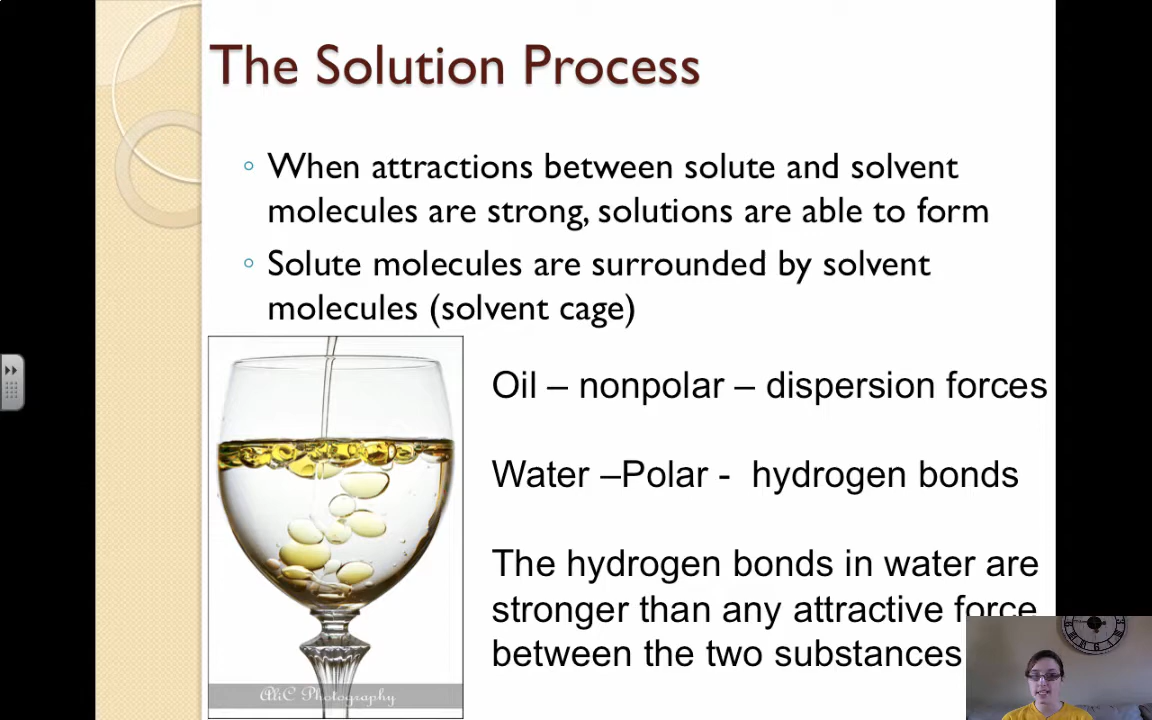 The Solution Process
◦ When attractions between solute and solvent
molecules are strong, solutions are able to form
◦ Solute molecules are surrounded by solvent
molecules (solvent cage)
Oil – nonpolar – dispersion forces
Water –Polar -  hydrogen bonds
The hydrogen bonds in water are
stronger than any attractive force
between the two substances
AliC Photography